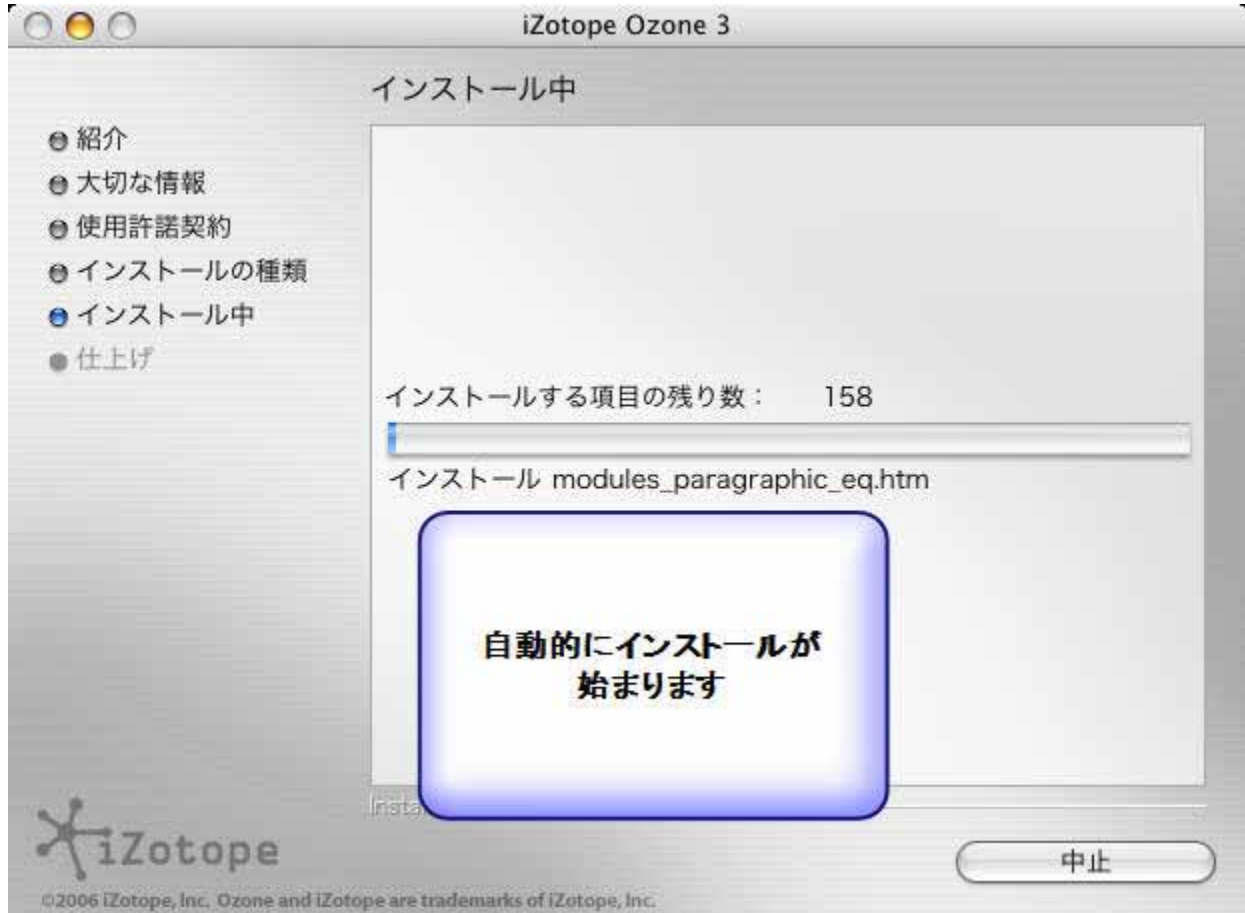 iZotope Ozone 3
インストール中
紹介
大切な情報
使用許諾契約
インストールの種類
インストール中
仕上げ
インストールする項目の残り数： 158
インストール modules_paragraphic_eq.htm
自動的にインストールが
始まります
iZotope
中止
©2006 iZotope, Inc. Ozone and iZotope are trademarks of iZotope, Inc.